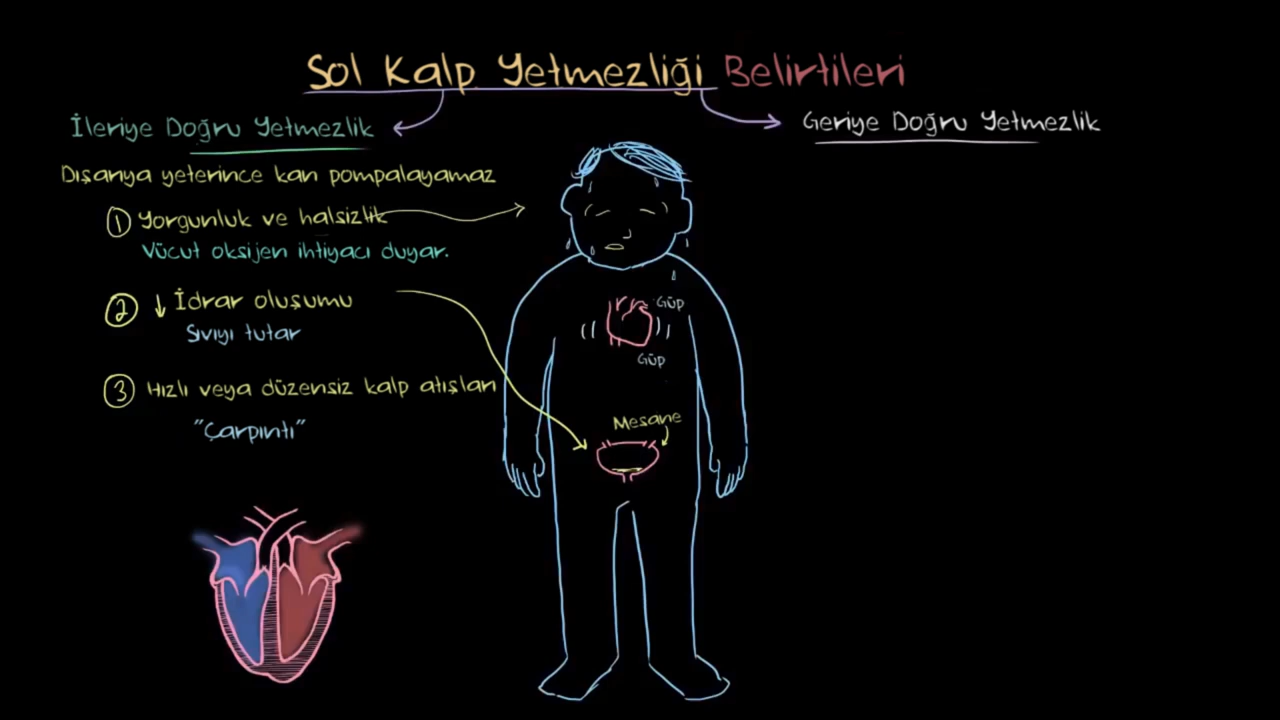 Sol Kalp Yetmezliği Belirtileri
İleriye Doğru Yetmezlik
Dışarıya yeterince kan pompalayamaz
1 Yorgunluk ve halsizlik
Vücut oksijen ihtiyacı duyar.
2 ↓ İdrar oluşumu
Sıvıyı tutar
3 Hızlı veya düzensiz kalp atışları
"Çarpıntı"
Geriye Doğru Yetmezlik
Güp
Güp
Mesane